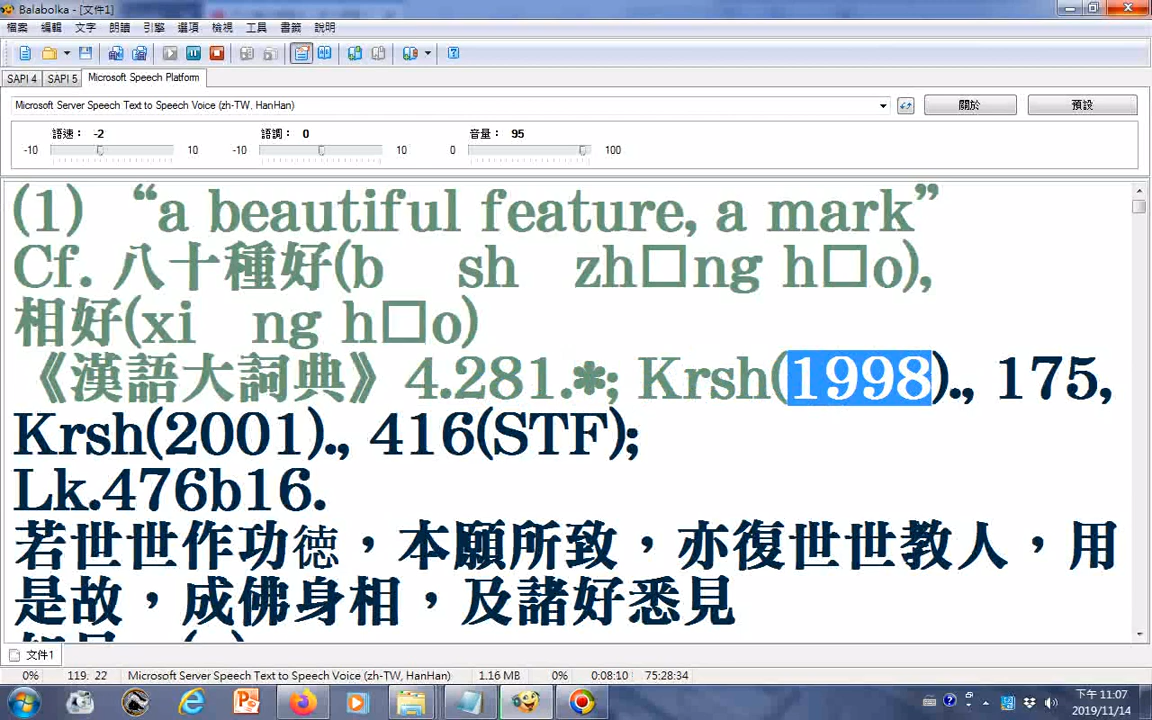 Balabolka - [文件1]
檔案 編輯 文字 朗讀 引擎 選項 檢視 工具 書籤 說明
SAPI 4 SAPI 5 Microsoft Speech Platform
Microsoft Server Speech Text to Speech Voice (zh-TW, HanHan) 關於 預設
語速： -2 語調： 0 音量： 95
-10 10 -10 10 0 100
(1) “a beautiful feature, a mark”
Cf. 八十種好(b sh zh□ng h□o),
相好(xi ng h□o)
《漢語大詞典》4.281.*; Krsh(1998)., 175,
Krsh(2001)., 416(STF);
Lk.476b16.
若世世作功徳，本願所致，亦復世世教人，用
是故，成佛身相，及諸好悉見
文件1
0% 119: 22 Microsoft Server Speech Text to Speech Voice (zh-TW, HanHan) 1.16 MB 0% 0:08:10 75:28:34
下午 11:07
2019/11/14